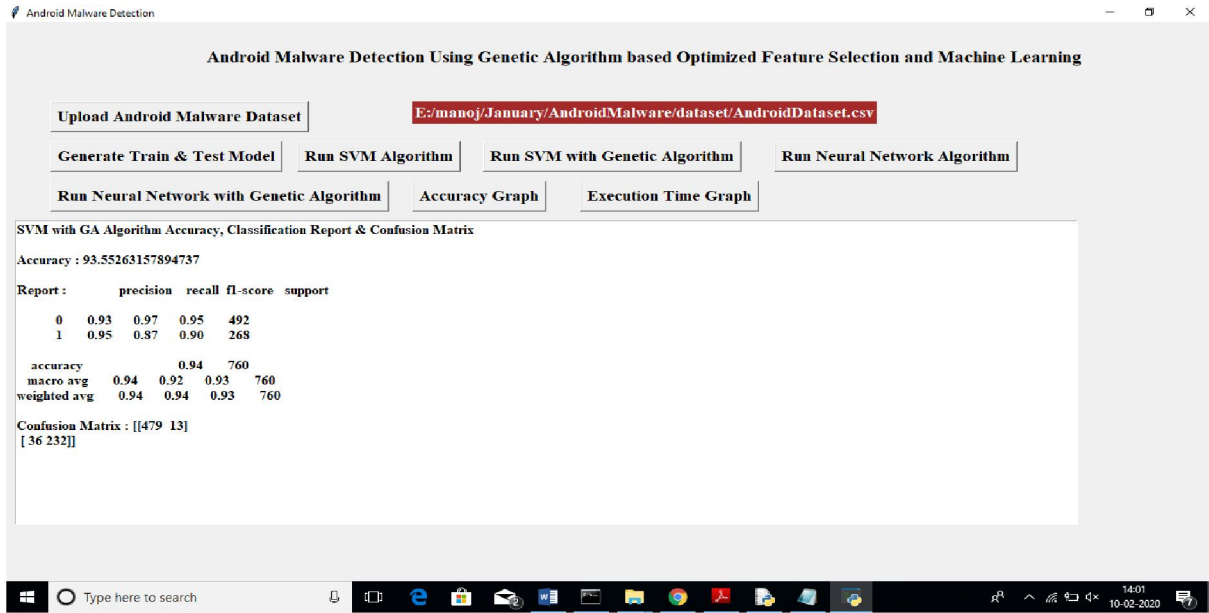 Android Malware Detection
Android Malware Detection Using Genetic Algorithm based Optimized Feature Selection and Machine Learning
Upload Android Malware Dataset
E:/manoj/January/AndroidMalware/dataset/AndroidDataset.csv
Generate Train & Test Model
Run SVM Algorithm
Run SVM with Genetic Algorithm
Run Neural Network Algorithm
Run Neural Network with Genetic Algorithm
Accuracy Graph
Execution Time Graph
SVM with GA Algorithm Accuracy, Classification Report & Confusion Matrix
Accuracy : 93.55263157894737
Report : precision recall f1-score support
0 0.93 0.97 0.95 492
1 0.95 0.87 0.90 268
accuracy 0.94 760
macro avg 0.94 0.92 0.93 760
weighted avg 0.94 0.94 0.93 760
Confusion Matrix : [[479 13]
[ 36 232]]
Type here to search
14:01
10-02-2020